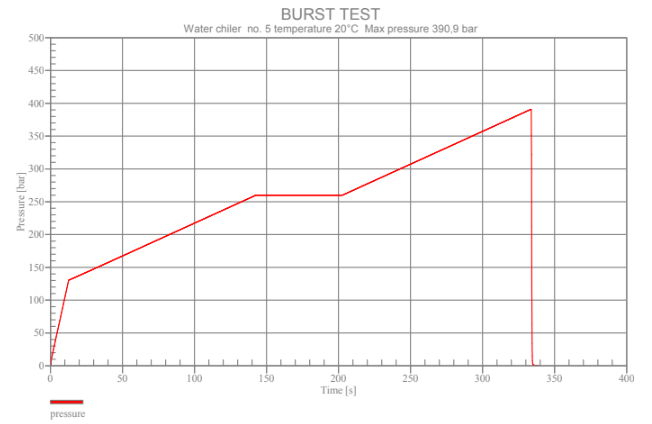 BURST TEST
Water chiler no. 5 temperature 20°C Max pressure 390,9 bar
500
450
400
350
300
250
200
150
100
50
0
Pressure [bar]
0 50 100 150 200 250 300 350 400
Time [s]
pressure